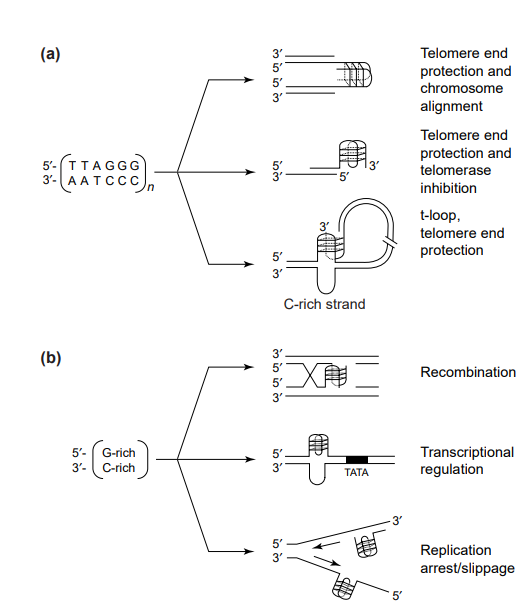 (a)
3′
5′
5′
3′
Telomere end
protection and
chromosome
alignment
5′- T T A G G G
3′- A A T C C C n
5′
3′
5′
3′
Telomere end
protection and
telomerase
inhibition
3′
5′
3′
t-loop,
telomere end
protection
C-rich strand
(b)
3′
5′
5′
3′
Recombination
5′- G-rich
3′- C-rich
5′
3′
TATA
Transcriptional
regulation
5′
3′
3′
5′
Replication
arrest/slippage